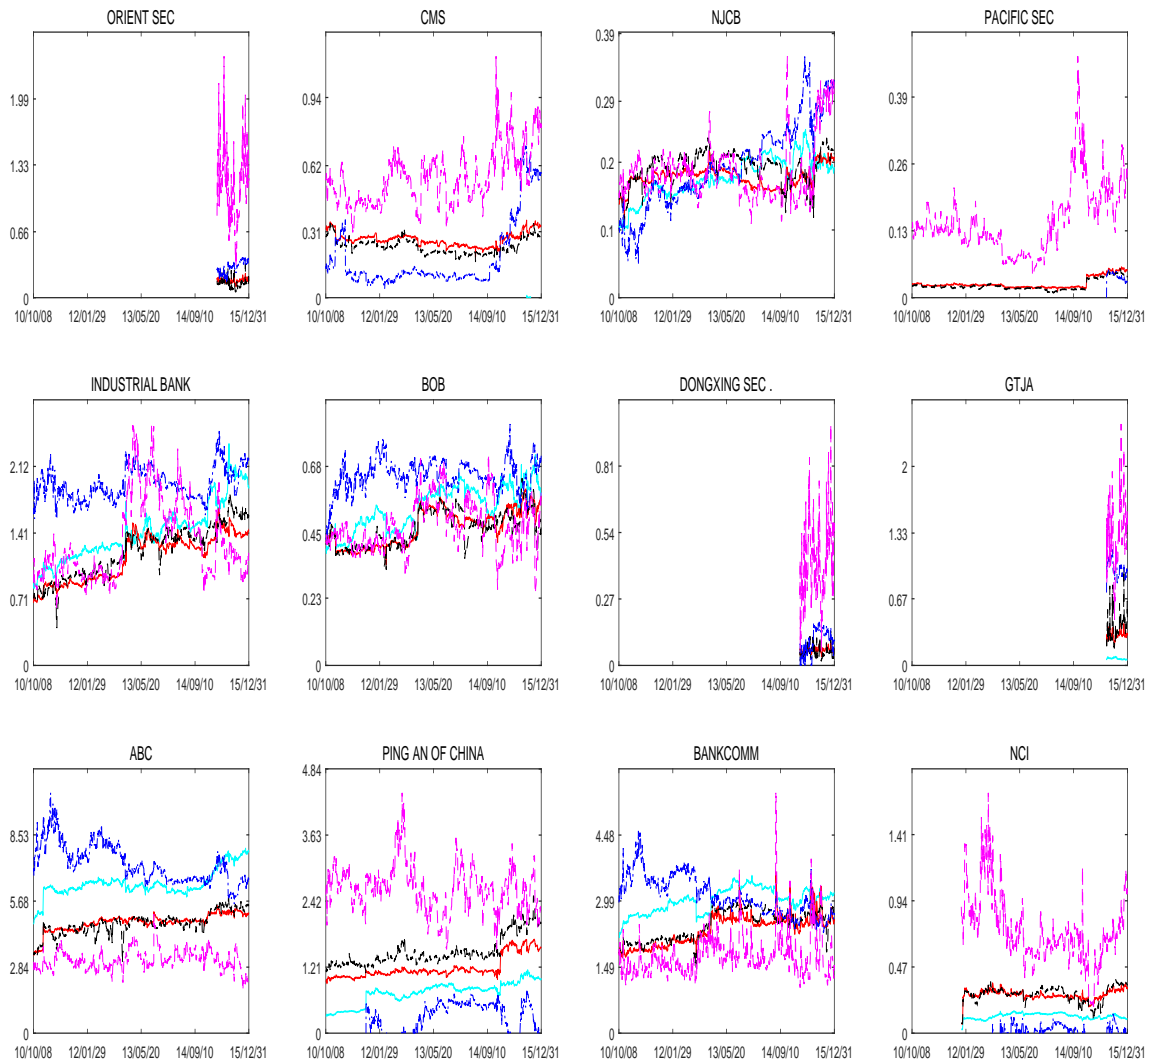 ORIENT SEC
CMS
NJCB
PACIFIC SEC
1.99
1.33
0.66
0
10/10/08 12/01/29 13/05/20 14/09/10 15/12/31
0.94
0.62
0.31
0
10/10/08 12/01/29 13/05/20 14/09/10 15/12/31
0.39
0.29
0.2
0.1
0
10/10/08 12/01/29 13/05/20 14/09/10 15/12/31
0.39
0.26
0.13
0
10/10/08 12/01/29 13/05/20 14/09/10 15/12/31
INDUSTRIAL BANK
BOB
DONGXING SEC .
GTJA
2.12
1.41
0.71
0
10/10/08 12/01/29 13/05/20 14/09/10 15/12/31
0.68
0.45
0.23
0
10/10/08 12/01/29 13/05/20 14/09/10 15/12/31
0.81
0.54
0.27
0
10/10/08 12/01/29 13/05/20 14/09/10 15/12/31
2
1.33
0.67
0
10/10/08 12/01/29 13/05/20 14/09/10 15/12/31
ABC
PING AN OF CHINA
BANKCOMM
NCI
8.53
5.68
2.84
0
10/10/08 12/01/29 13/05/20 14/09/10 15/12/31
4.84
3.63
2.42
1.21
0
10/10/08 12/01/29 13/05/20 14/09/10 15/12/31
4.48
2.99
1.49
0
10/10/08 12/01/29 13/05/20 14/09/10 15/12/31
1.41
0.94
0.47
0
10/10/08 12/01/29 13/05/20 14/09/10 15/12/31